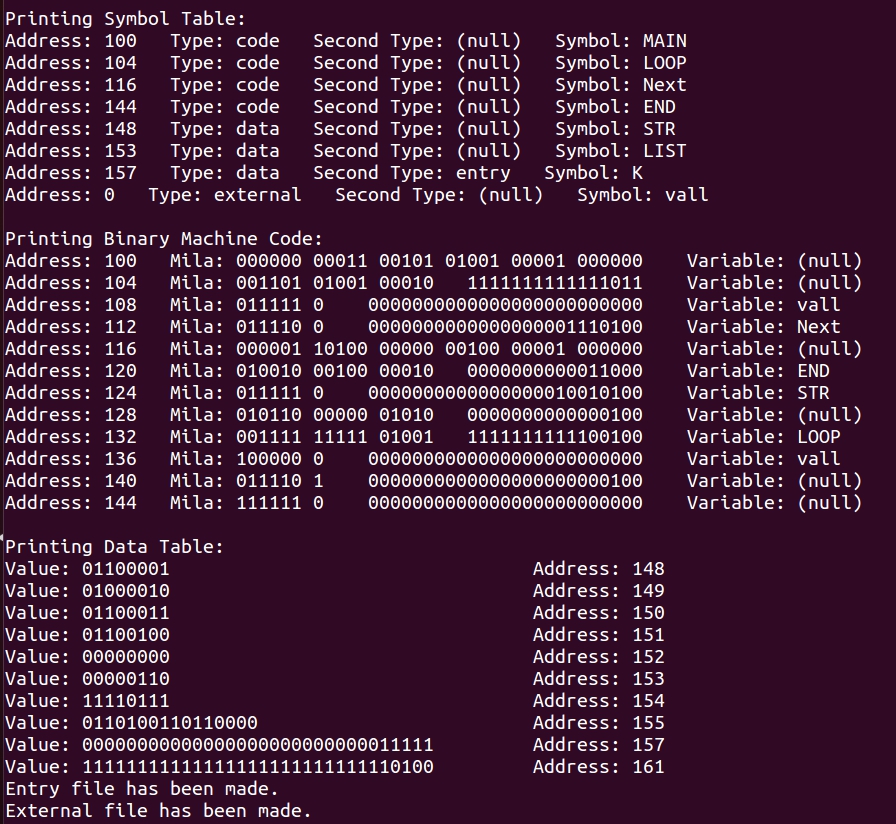 Printing Symbol Table:
Address: 100   Type: code   Second Type: (null)   Symbol: MAIN
Address: 104   Type: code   Second Type: (null)   Symbol: LOOP
Address: 116   Type: code   Second Type: (null)   Symbol: Next
Address: 144   Type: code   Second Type: (null)   Symbol: END
Address: 148   Type: data   Second Type: (null)   Symbol: STR
Address: 153   Type: data   Second Type: (null)   Symbol: LIST
Address: 157   Type: data   Second Type: entry   Symbol: K
Address: 0   Type: external   Second Type: (null)   Symbol: vall
Printing Binary Machine Code:
Address: 100   Mila: 000000 00011 00101 01001 00001 000000    Variable: (null)
Address: 104   Mila: 001101 01001 00010   1111111111111011    Variable: (null)
Address: 108   Mila: 011111 0    0000000000000000000000000    Variable: vall
Address: 112   Mila: 011110 0    0000000000000000001110100    Variable: Next
Address: 116   Mila: 000001 10100 00000 00100 00001 000000    Variable: (null)
Address: 120   Mila: 010010 00100 00010   0000000000011000    Variable: END
Address: 124   Mila: 011111 0    0000000000000000010010100    Variable: STR
Address: 128   Mila: 010110 00000 01010   0000000000000100    Variable: (null)
Address: 132   Mila: 001111 11111 01001   1111111111100100    Variable: LOOP
Address: 136   Mila: 100000 0    0000000000000000000000000    Variable: vall
Address: 140   Mila: 011110 1    0000000000000000000000100    Variable: (null)
Address: 144   Mila: 111111 0    0000000000000000000000000    Variable: (null)
Printing Data Table:
Value: 01100001                                 Address: 148
Value: 01000010                                 Address: 149
Value: 01100011                                 Address: 150
Value: 01100100                                 Address: 151
Value: 00000000                                 Address: 152
Value: 00000110                                 Address: 153
Value: 11110111                                 Address: 154
Value: 0110100110110000                         Address: 155
Value: 00000000000000000000000000011111         Address: 157
Value: 11111111111111111111111111110100         Address: 161
Entry file has been made.
External file has been made.